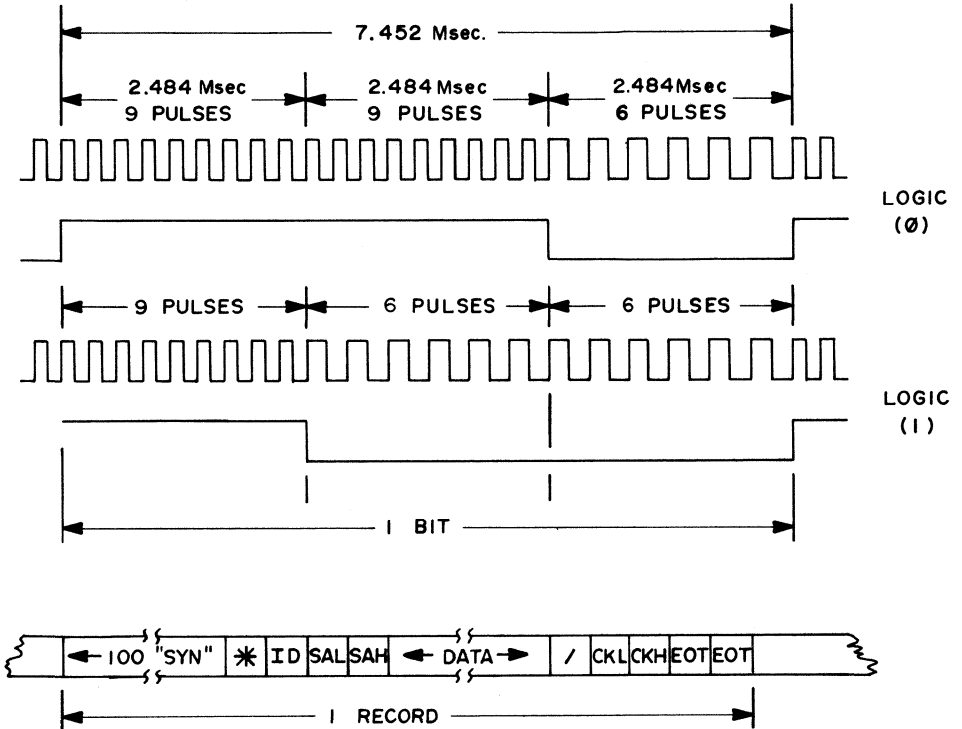 7.452 Msec.
2.484 Msec 2.484 Msec 2.484Msec
9 PULSES 9 PULSES 6 PULSES
LOGIC
(Ø)
9 PULSES 6 PULSES 6 PULSES
LOGIC
(1)
1 BIT
100 "SYN" * ID SAL SAH DATA / CKL CKH EOT EOT
1 RECORD